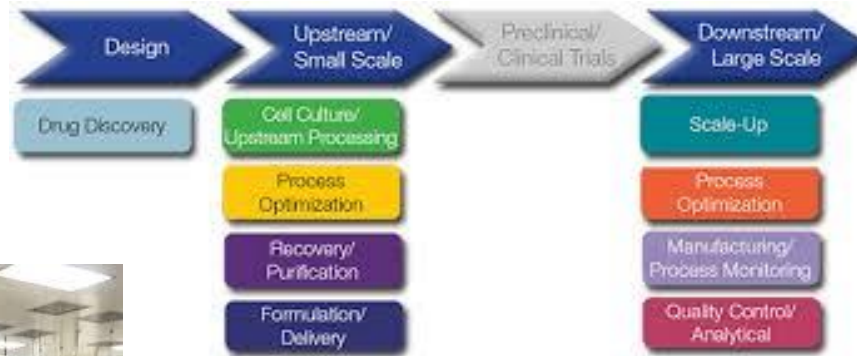 Design
Upstream/
Small Scale
Preclinical/
Clinical Trials
Downstream/
Large Scale
Drug Discovery
Cell Culture/
Upstream Processing
Process
Optimization
Recovery/
Purification
Formulation/
Delivery
Scale-Up
Process
Optimization
Manufacturing/
Process Monitoring
Quality Control/
Analytical